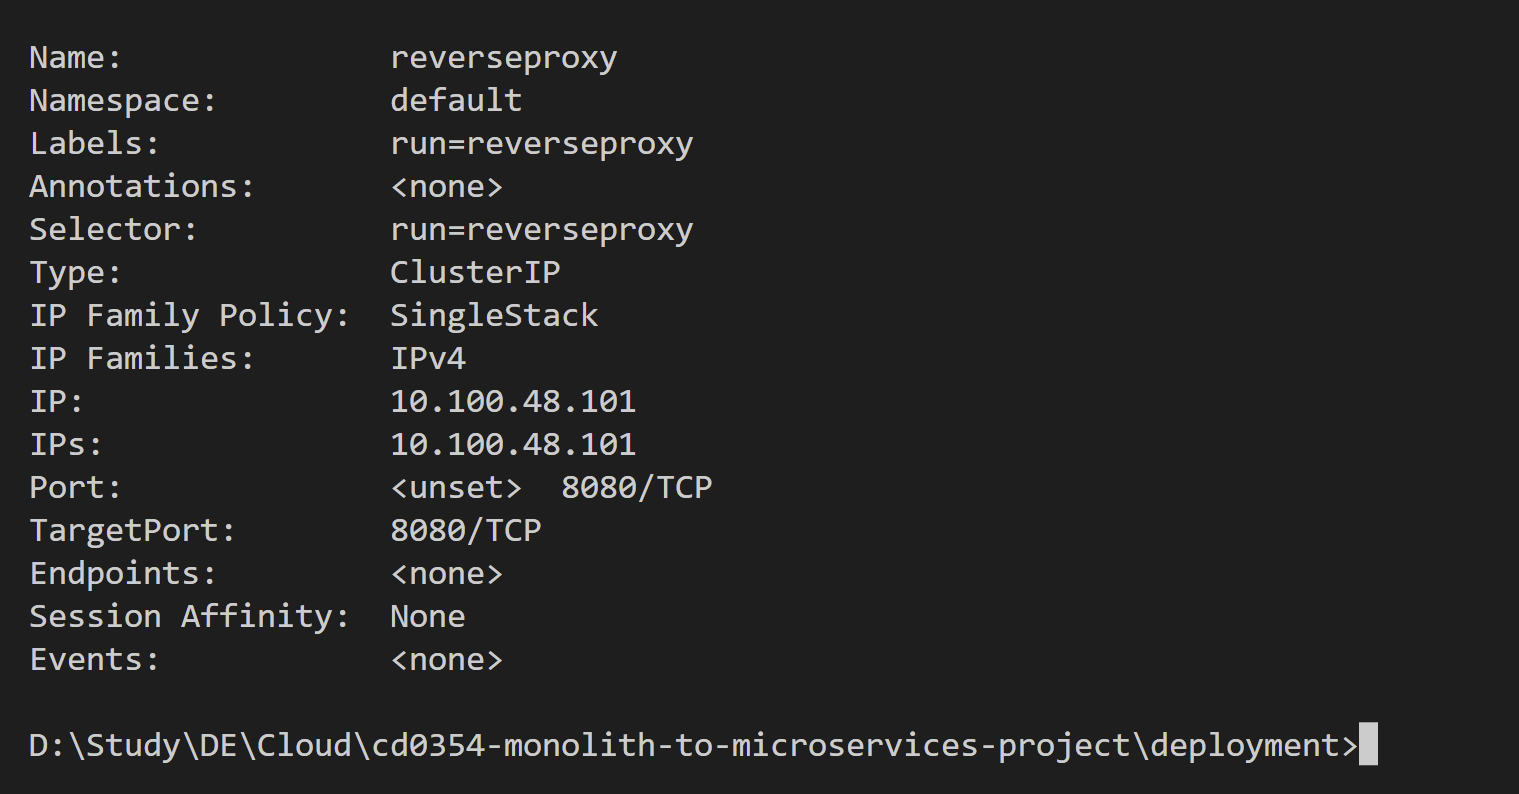 Name:              reverseproxy
Namespace:         default
Labels:            run=reverseproxy
Annotations:       <none>
Selector:          run=reverseproxy
Type:              ClusterIP
IP Family Policy:  SingleStack
IP Families:       IPv4
IP:                10.100.48.101
IPs:               10.100.48.101
Port:              <unset>  8080/TCP
TargetPort:        8080/TCP
Endpoints:         <none>
Session Affinity:  None
Events:            <none>
D:\Study\DE\Cloud\cd0354-monolith-to-microservices-project\deployment>